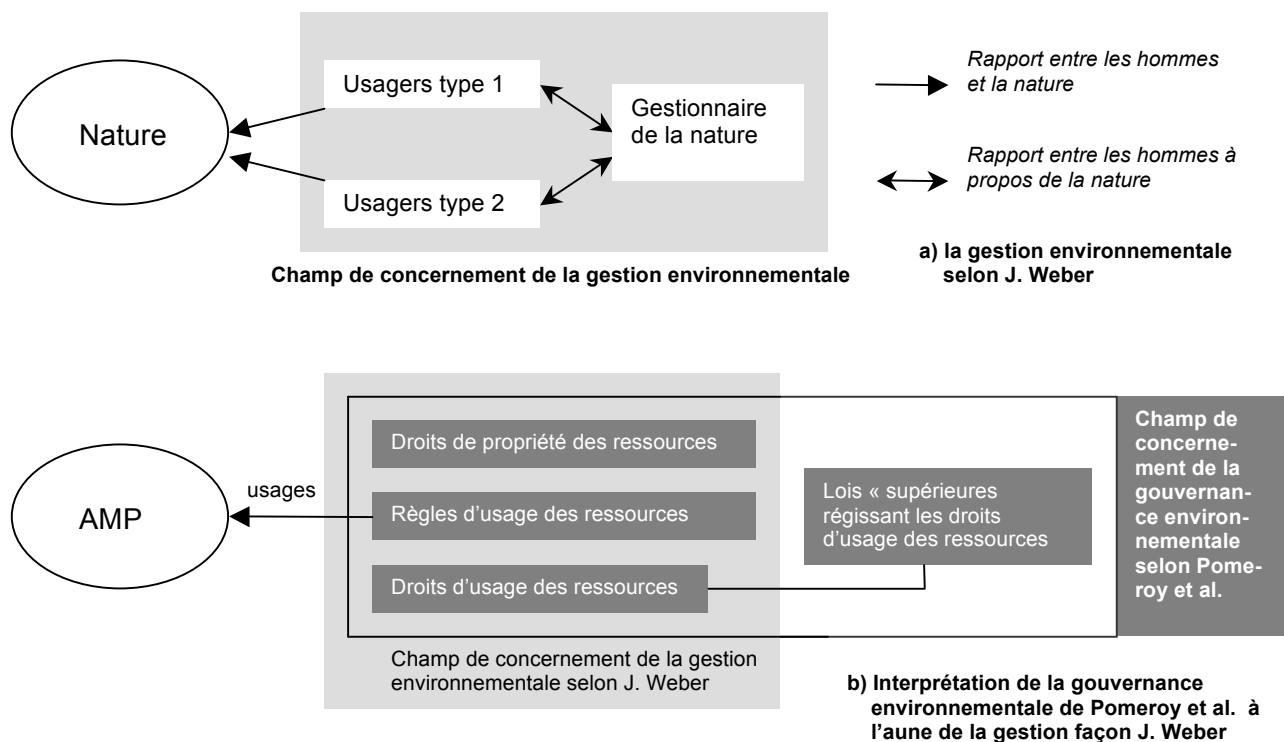 Nature
Usagers type 1
Usagers type 2
Gestionnaire
de la nature
Champ de concernement de la gestion environnementale
Rapport entre les hommes
et la nature
Rapport entre les hommes à
propos de la nature
a) la gestion environnementale
selon J. Weber
AMP
usages
Droits de propriété des ressources
Règles d'usage des ressources
Droits d'usage des ressources
Lois « supérieures
régissant les droits
d'usage des ressources
Champ de
concerne-
ment de la
gouvernan-
ce environ-
nementale
selon Pome-
roy et al.
Champ de concernement de la gestion
environnementale selon J. Weber
b) Interprétation de la gouvernance
environnementale de Pomeroy et al. à
l'aune de la gestion façon J. Weber